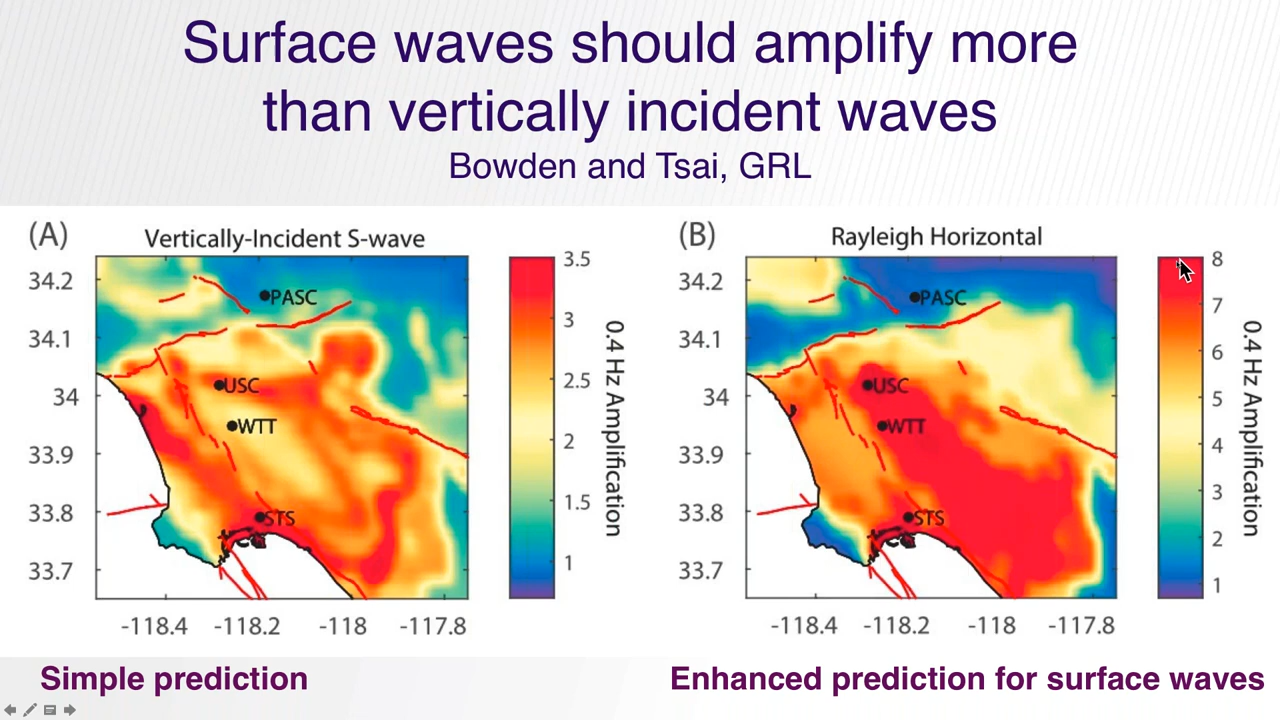 Surface waves should amplify more
than vertically incident waves
Bowden and Tsai, GRL
(A)
Vertically-Incident S-wave
34.2
34.1
34
33.9
33.8
33.7
PASC
USC
WTT
STS
-118.4
-118.2
-118
-117.8
3.5
3
2.5
2
1.5
1
0.4 Hz Amplification
(B)
Rayleigh Horizontal
34.2
34.1
34
33.9
33.8
33.7
PASC
USC
WTT
STS
-118.4
-118.2
-118
-117.8
8
7
6
5
4
3
2
1
0.4 Hz Amplification
Simple prediction
Enhanced prediction for surface waves